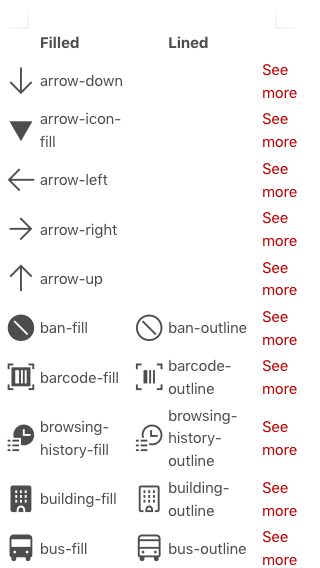 Filled Lined
arrow-down See
more
arrow-icon- See
fill more
arrow-left See
more
arrow-right See
more
arrow-up See
more
ban-fill ban-outline See
more
barcode-fill barcode- See
outline more
browsing- browsing- See
history-fill history- more
outline
building-fill building- See
outline more
bus-fill bus-outline See
more